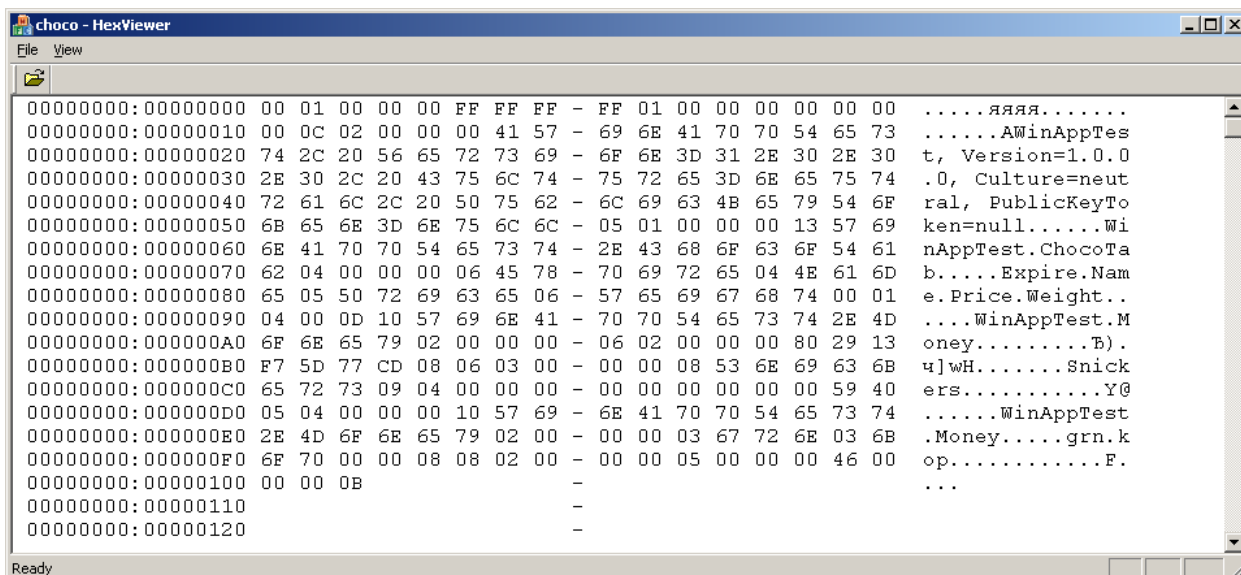 choco - HexViewer
File View
00000000:00000000 00 01 00 00 00 FF FF FF - FF 01 00 00 00 00 00 00 .....яяяя.......
00000000:00000010 00 0C 02 00 00 00 41 57 - 69 6E 41 70 70 54 65 73 ......AWinAppTes
00000000:00000020 74 2C 20 56 65 72 73 69 - 6F 6E 3D 31 2E 30 2E 30 t, Version=1.0.0
00000000:00000030 2E 30 2C 20 43 75 6C 74 - 75 72 65 3D 6E 65 75 74 .0, Culture=neut
00000000:00000040 72 61 6C 2C 20 50 75 62 - 6C 69 63 4B 65 79 54 6F ral, PublicKeyTo
00000000:00000050 6B 65 6E 3D 6E 75 6C 6C - 05 01 00 00 00 13 57 69 ken=null......Wi
00000000:00000060 6E 41 70 70 54 65 73 74 - 2E 43 68 6F 63 6F 54 61 nAppTest.ChocoTa
00000000:00000070 62 04 00 00 00 06 45 78 - 70 69 72 65 04 4E 61 6D b.....Expire.Nam
00000000:00000080 65 05 50 72 69 63 65 06 - 57 65 69 67 68 74 00 01 e.Price.Weight..
00000000:00000090 04 00 0D 10 57 69 6E 41 - 70 70 54 65 73 74 2E 4D ....WinAppTest.M
00000000:000000A0 6F 6E 65 79 02 00 00 00 - 06 02 00 00 00 80 29 13 oney.........Ђ).
00000000:000000B0 F7 5D 77 CD 08 06 03 00 - 00 00 08 53 6E 69 63 6B ч]wН.......Snick
00000000:000000C0 65 72 73 09 04 00 00 00 - 00 00 00 00 00 00 59 40 ers...........Y@
00000000:000000D0 05 04 00 00 00 10 57 69 - 6E 41 70 70 54 65 73 74 ......WinAppTest
00000000:000000E0 2E 4D 6F 6E 65 79 02 00 - 00 00 03 67 72 6E 03 6B .Money.....grn.k
00000000:000000F0 6F 70 00 00 08 08 02 00 - 00 00 05 00 00 00 46 00 op............F.
00000000:00000100 00 00 0B - ...
00000000:00000110 -
00000000:00000120 -
Ready